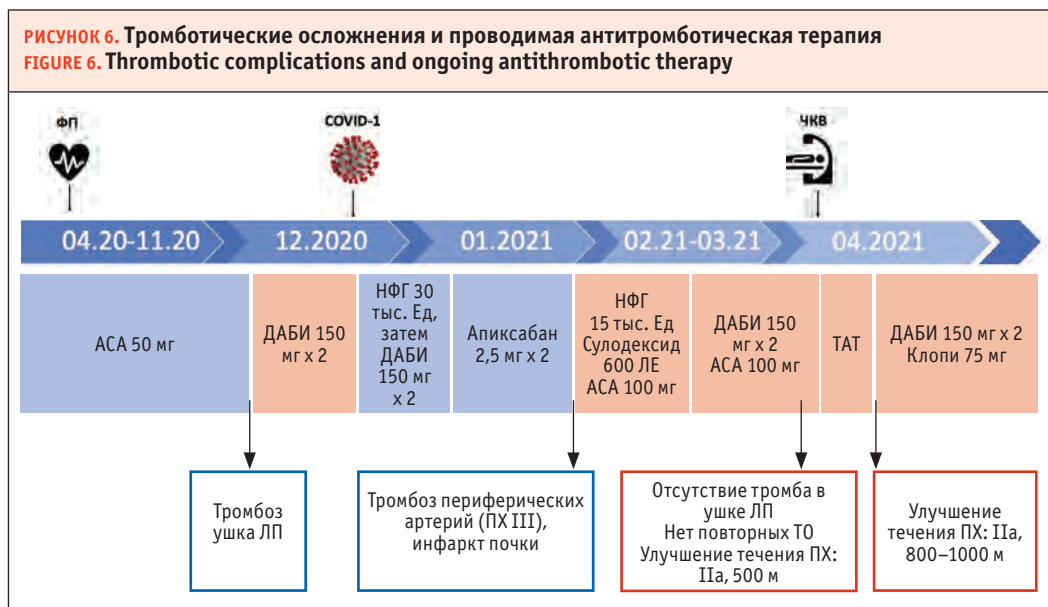 РИСУНОК 6. Тромботические осложнения и проводимая антитромботическая терапия
FIGURE 6. Thrombotic complications and ongoing antithrombotic therapy
ФП
COVID-1
ЧКВ
04.20-11.20
12.2020
01.2021
02.21-03.21
04.2021
АСА 50 мг
ДАБИ 150
мг х 2
НФГ 30
тыс. Ед,
затем
ДАБИ
150 мг
х 2
Апиксабан
2,5 мг х 2
НФГ
15 тыс. Ед
Сулодексид
600 ЛЕ
АСА 100 мг
ДАБИ 150
мг х 2
АСА 100 мг
ТАТ
ДАБИ 150 мг х 2
Клопи 75 мг
Тромбоз
ушка ЛП
Тромбоз периферических
артерий (ПХ III),
инфаркт почки
Отсутствие тромба в
ушке ЛП
Нет повторных ТО
Улучшение течения ПХ:
IIa, 500 м
Улучшение
течения ПХ: IIa,
800–1000 м